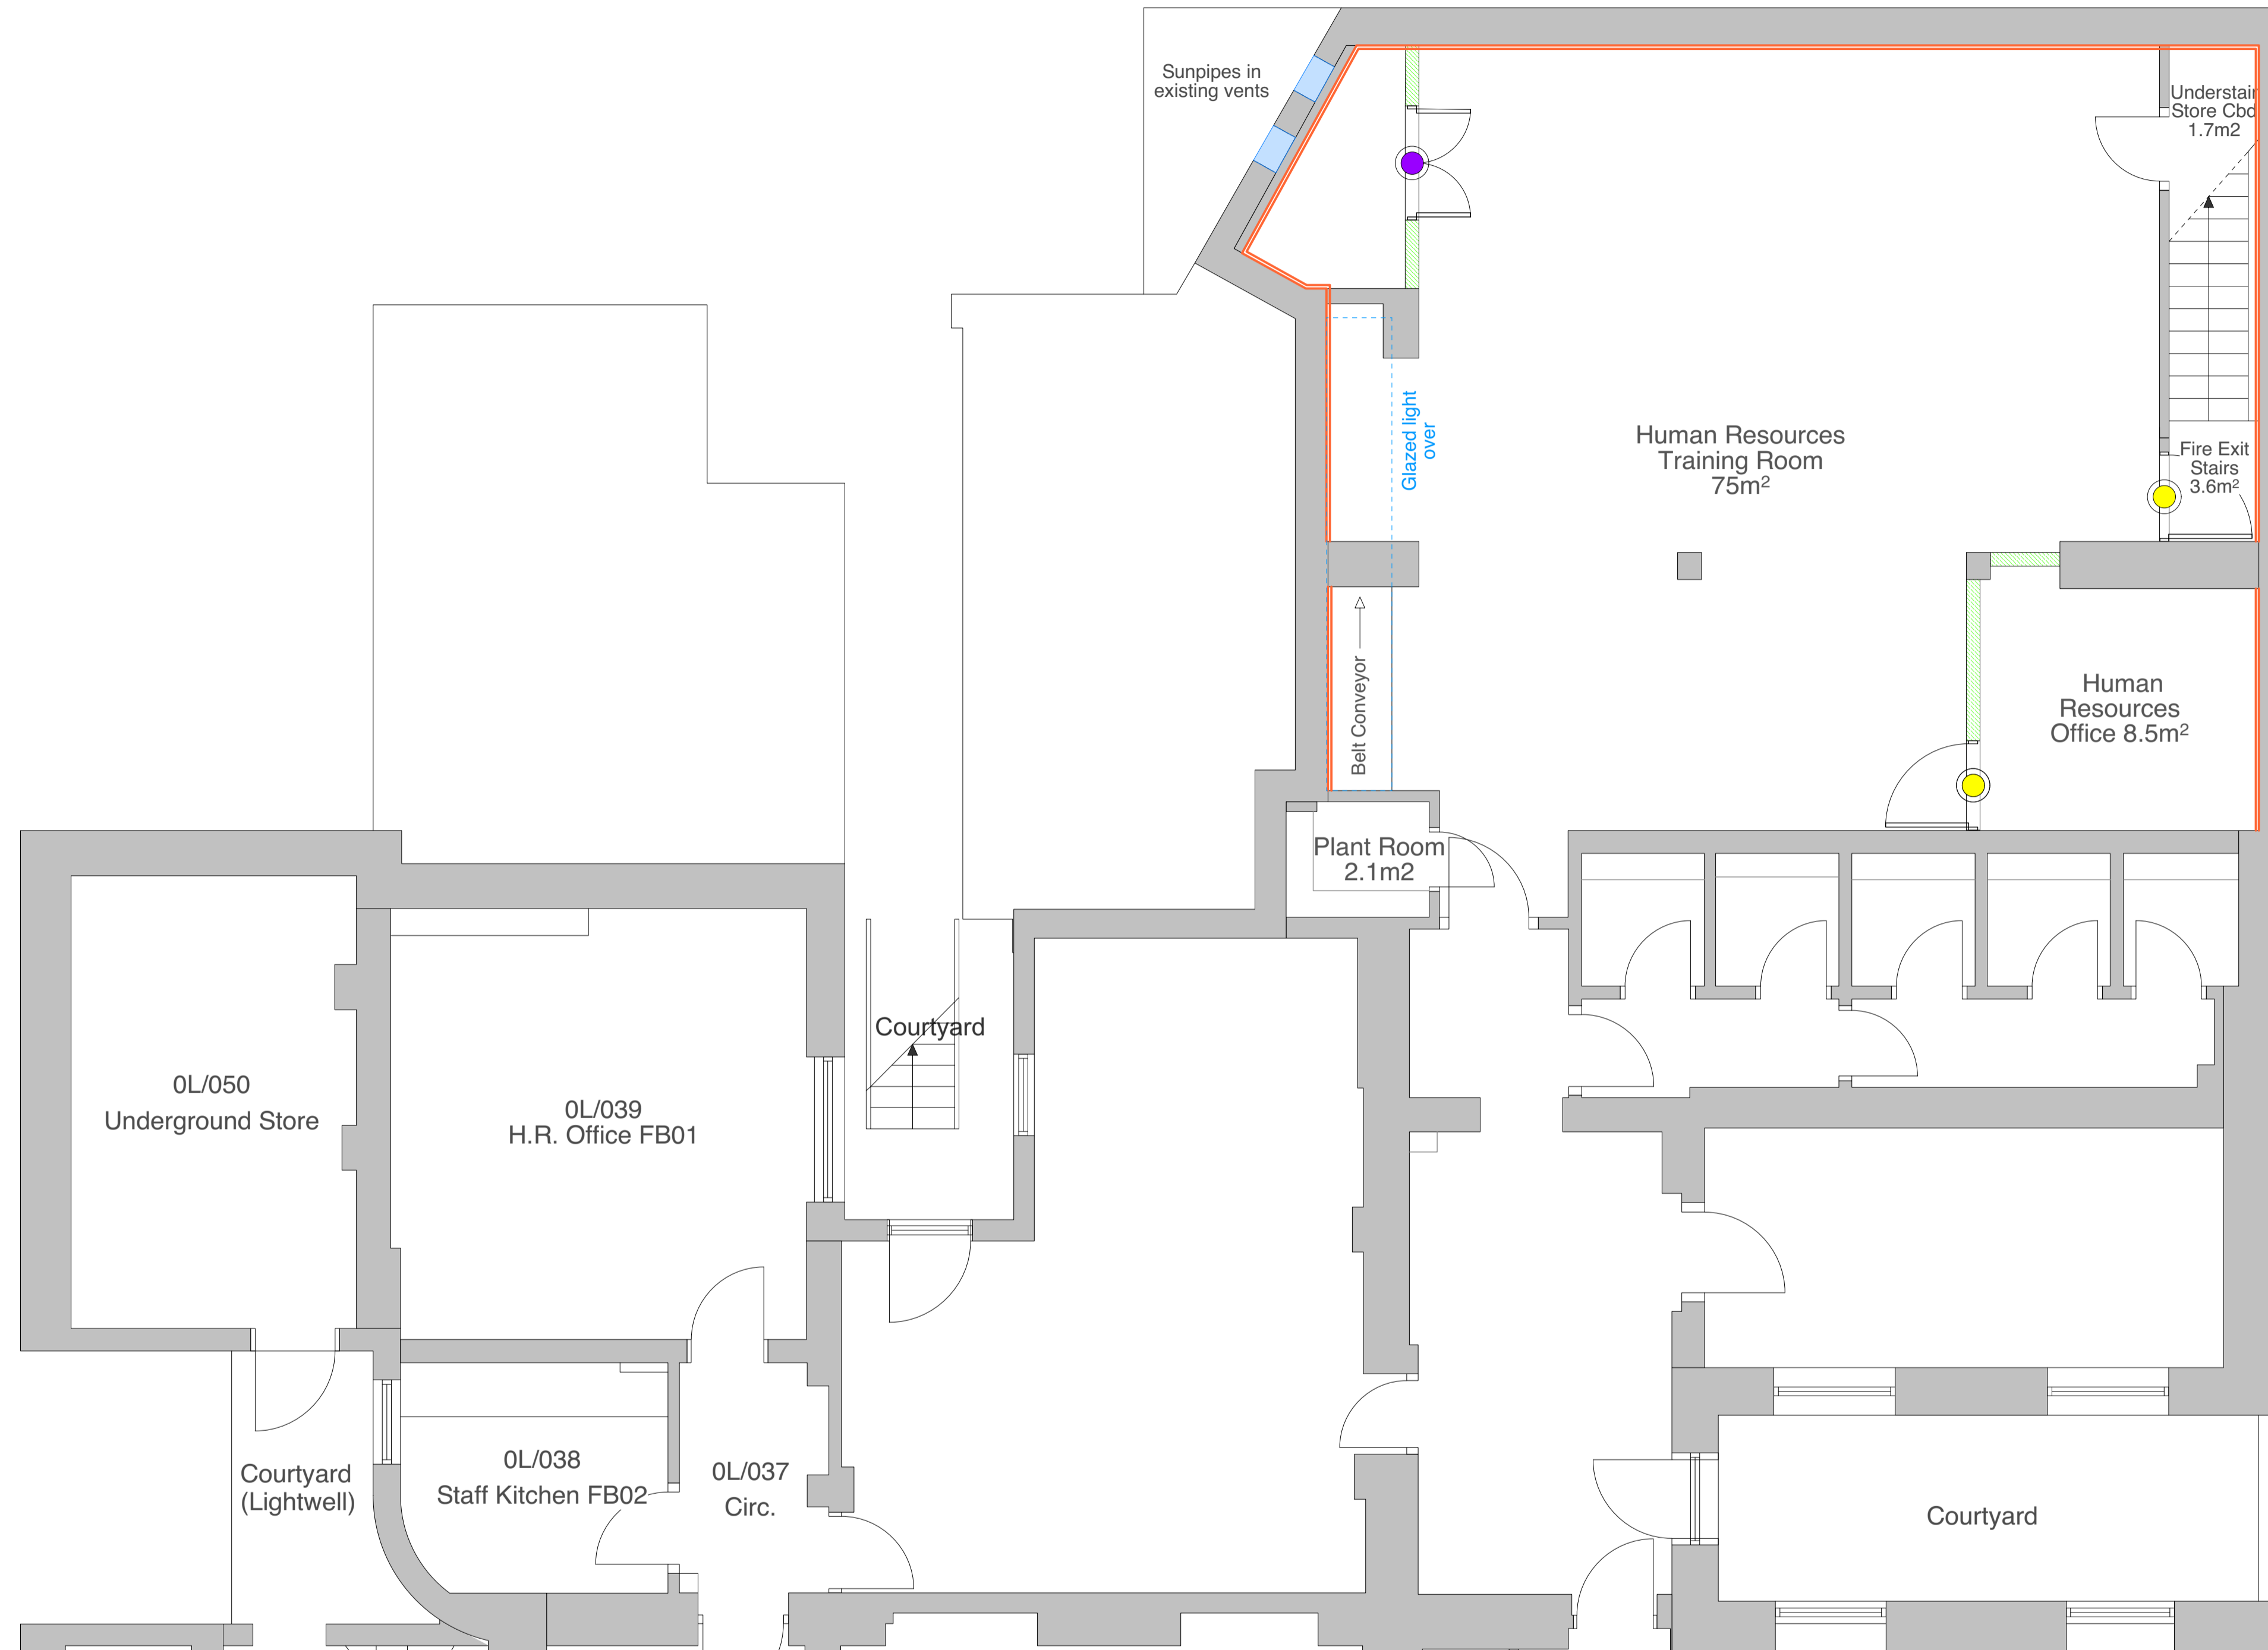 Sunpipes in
existing vents
Understair
Store Cbd
1.7m2
Glazed light
over
Human Resources
Training Room
75m²
Fire Exit
Stairs
3.6m²
Belt Conveyor
Human
Resources
Office 8.5m²
Plant Room
2.1m2
Courtyard
0L/050
Underground Store
0L/039
H.R. Office FB01
0L/038
Staff Kitchen FB02
0L/037
Circ.
Courtyard
(Lightwell)
Courtyard